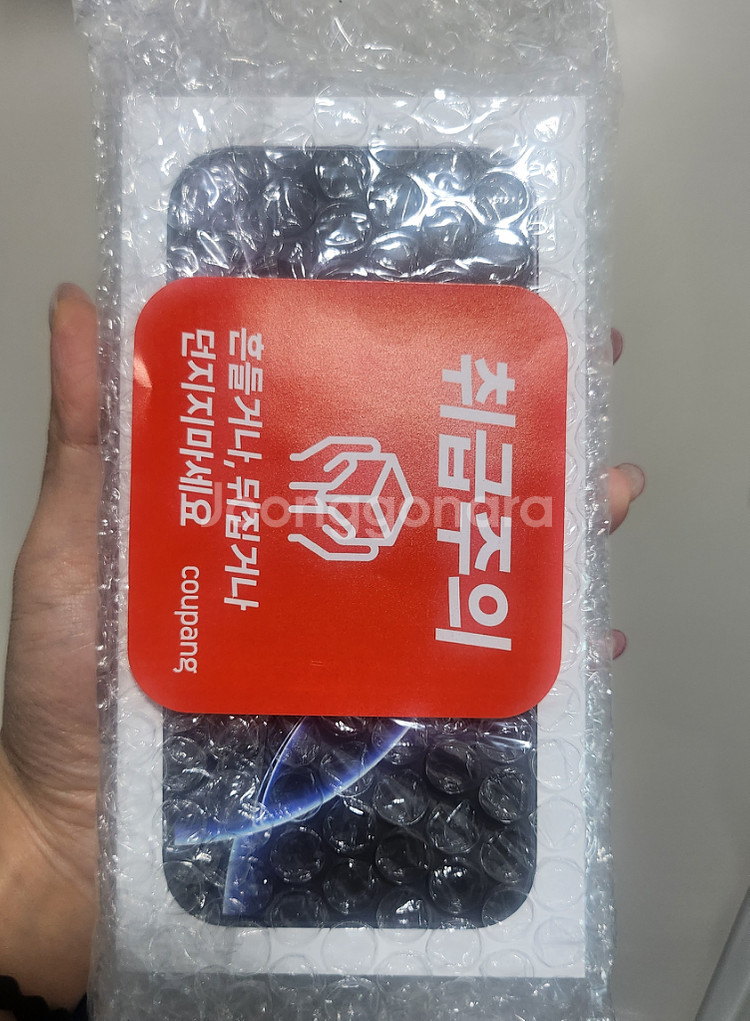 취급주의
흔들거나, 뒤집거나
던지지마세요
coupang
Joonggonara